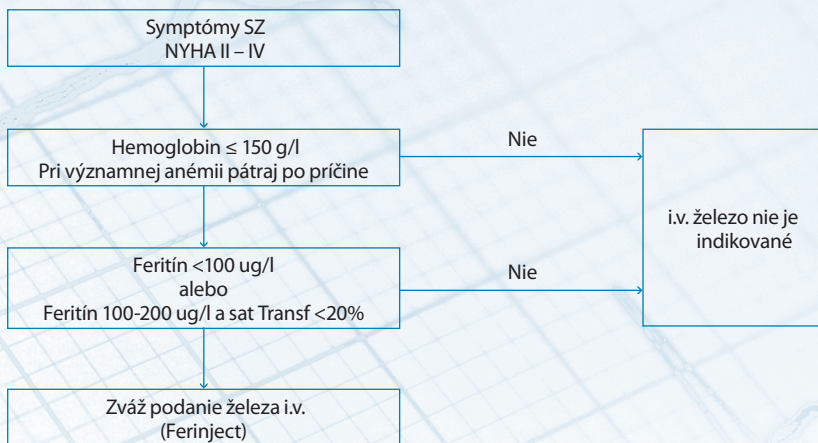 Symptómy SZ
NYHA II – IV
Hemoglobin ≤ 150 g/l
Pri významnej anémii pátraj po príčine
Nie
Feritín <100 ug/l
alebo
Feritín 100-200 ug/l a sat Transf <20%
Nie
i.v. železo nie je
indikované
Zváž podanie železa i.v.
(Ferinject)